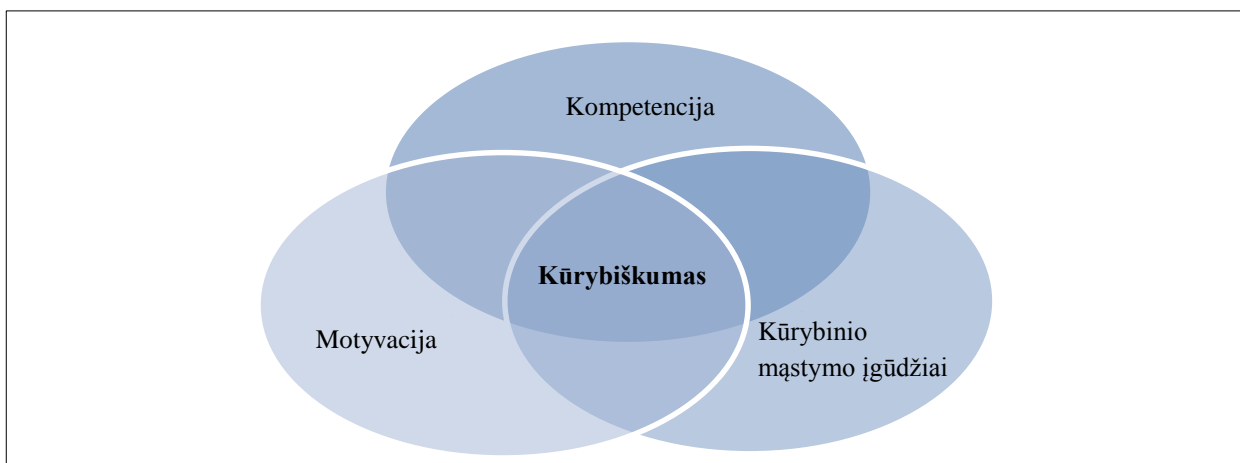 Kompetencija
Kūrybiškumas
Motyvacija
Kūrybinio
mąstymo įgūdžiai